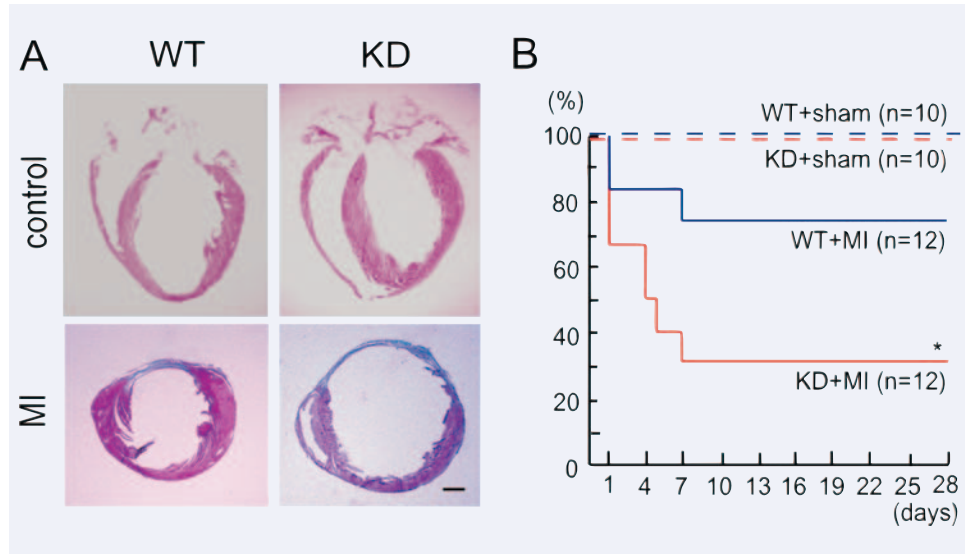 A
WT
KD
control
MI
B
(%)
100
80
60
40
20
0
WT+sham (n=10)
KD+sham (n=10)
WT+MI (n=12)
*
KD+MI (n=12)
1 4 7 10 13 16 19 22 25 28
(days)